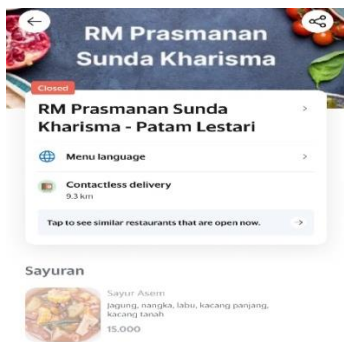 RM Prasmanan
Sunda Kharisma
Closed
RM Prasmanan Sunda
Kharisma - Patam Lestari
Menu language
Contactless delivery
9.3 km
Tap to see similar restaurants that are open now.
Sayuran
Sayur Asem
Jagung, nangka, labu, kacang panjang,
kacang tanah
15.000